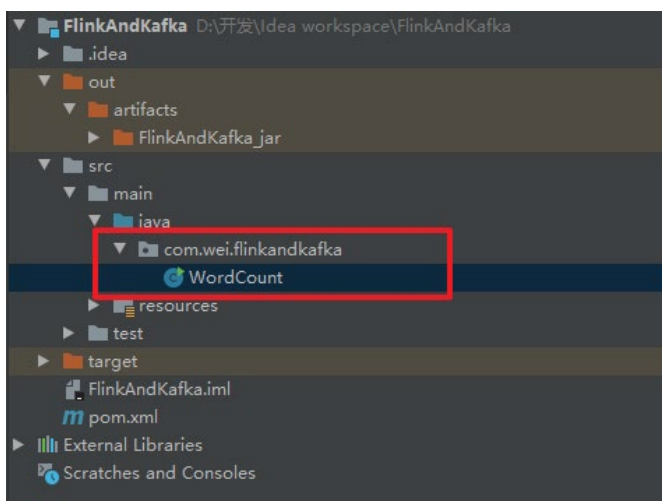 FlinkAndKafka D:\开发\Idea workspace\FlinkAndKafka
.idea
out
artifacts
FlinkAndKafka_jar
src
main
java
com.wei.flinkandkafka
WordCount
resources
test
target
FlinkAndKafka.iml
m pom.xml
External Libraries
Scratches and Consoles